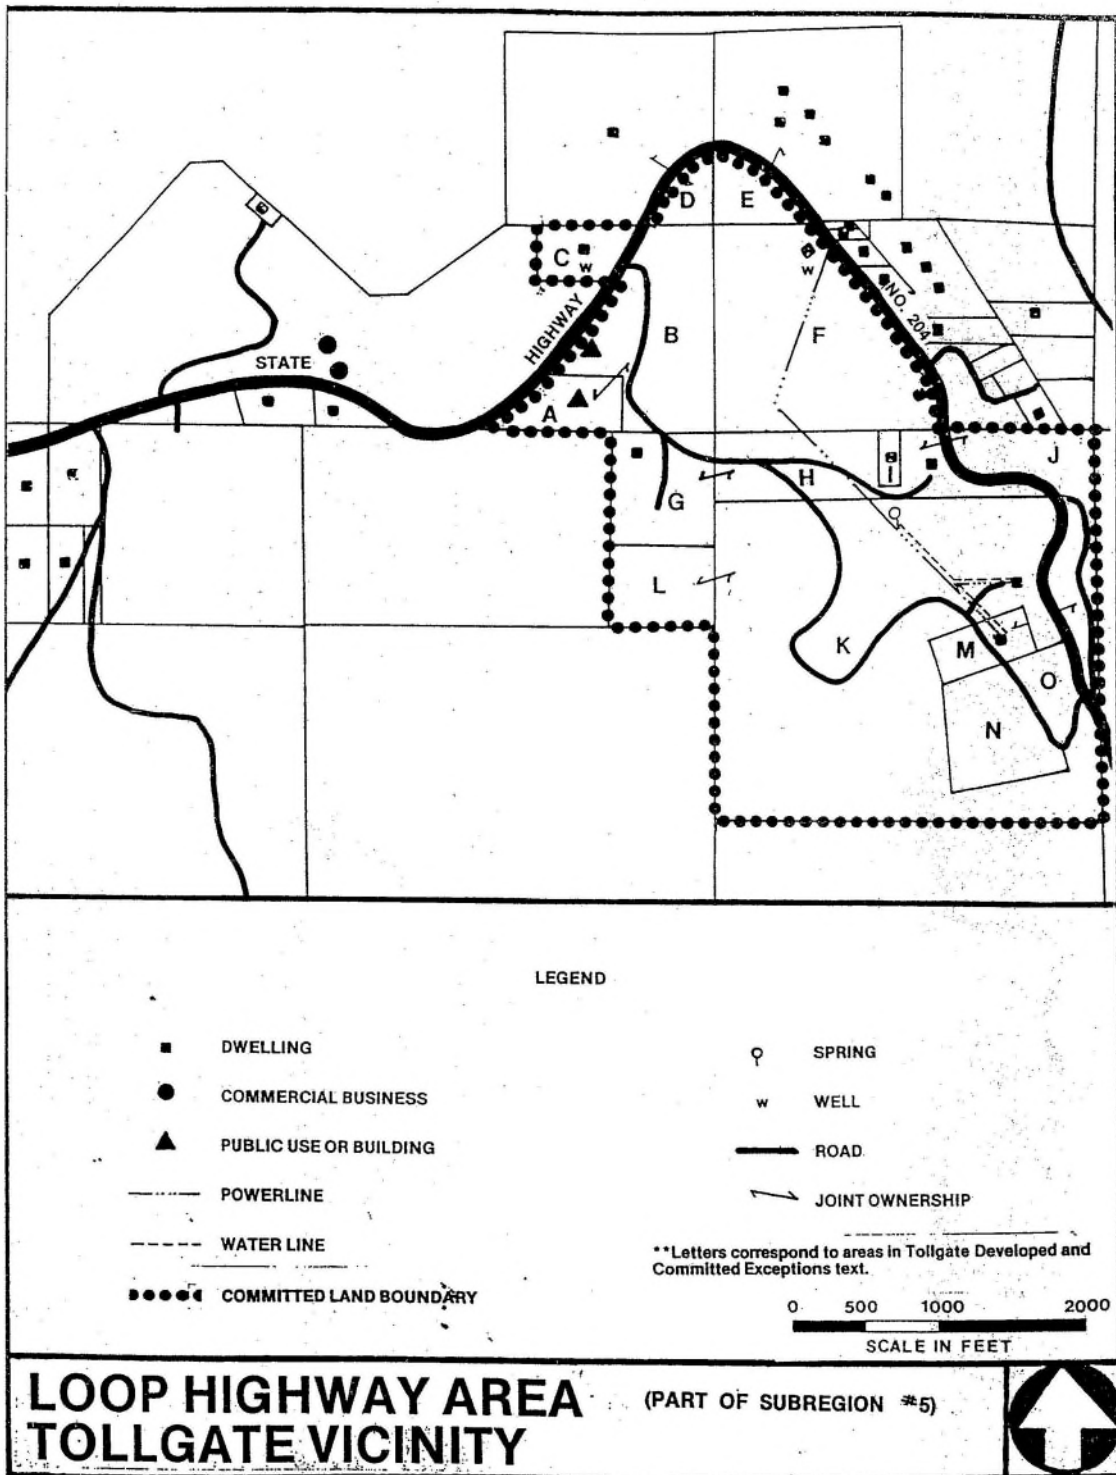 D
E
C
W
W
NO. 204
HIGHWAY
B
F
STATE
A
J
I
H
G
L
K
M
O
N
LEGEND
DWELLING
COMMERCIAL BUSINESS
PUBLIC USE OR BUILDING
POWERLINE
WATER LINE
COMMITTED LAND BOUNDARY
SPRING
w WELL
ROAD
JOINT OWNERSHIP
**Letters correspond to areas in Tollgate Developed and
Committed Exceptions text.
0 500 1000 2000
SCALE IN FEET
LOOP HIGHWAY AREA (PART OF SUBREGION #5)
TOLLGATE VICINITY